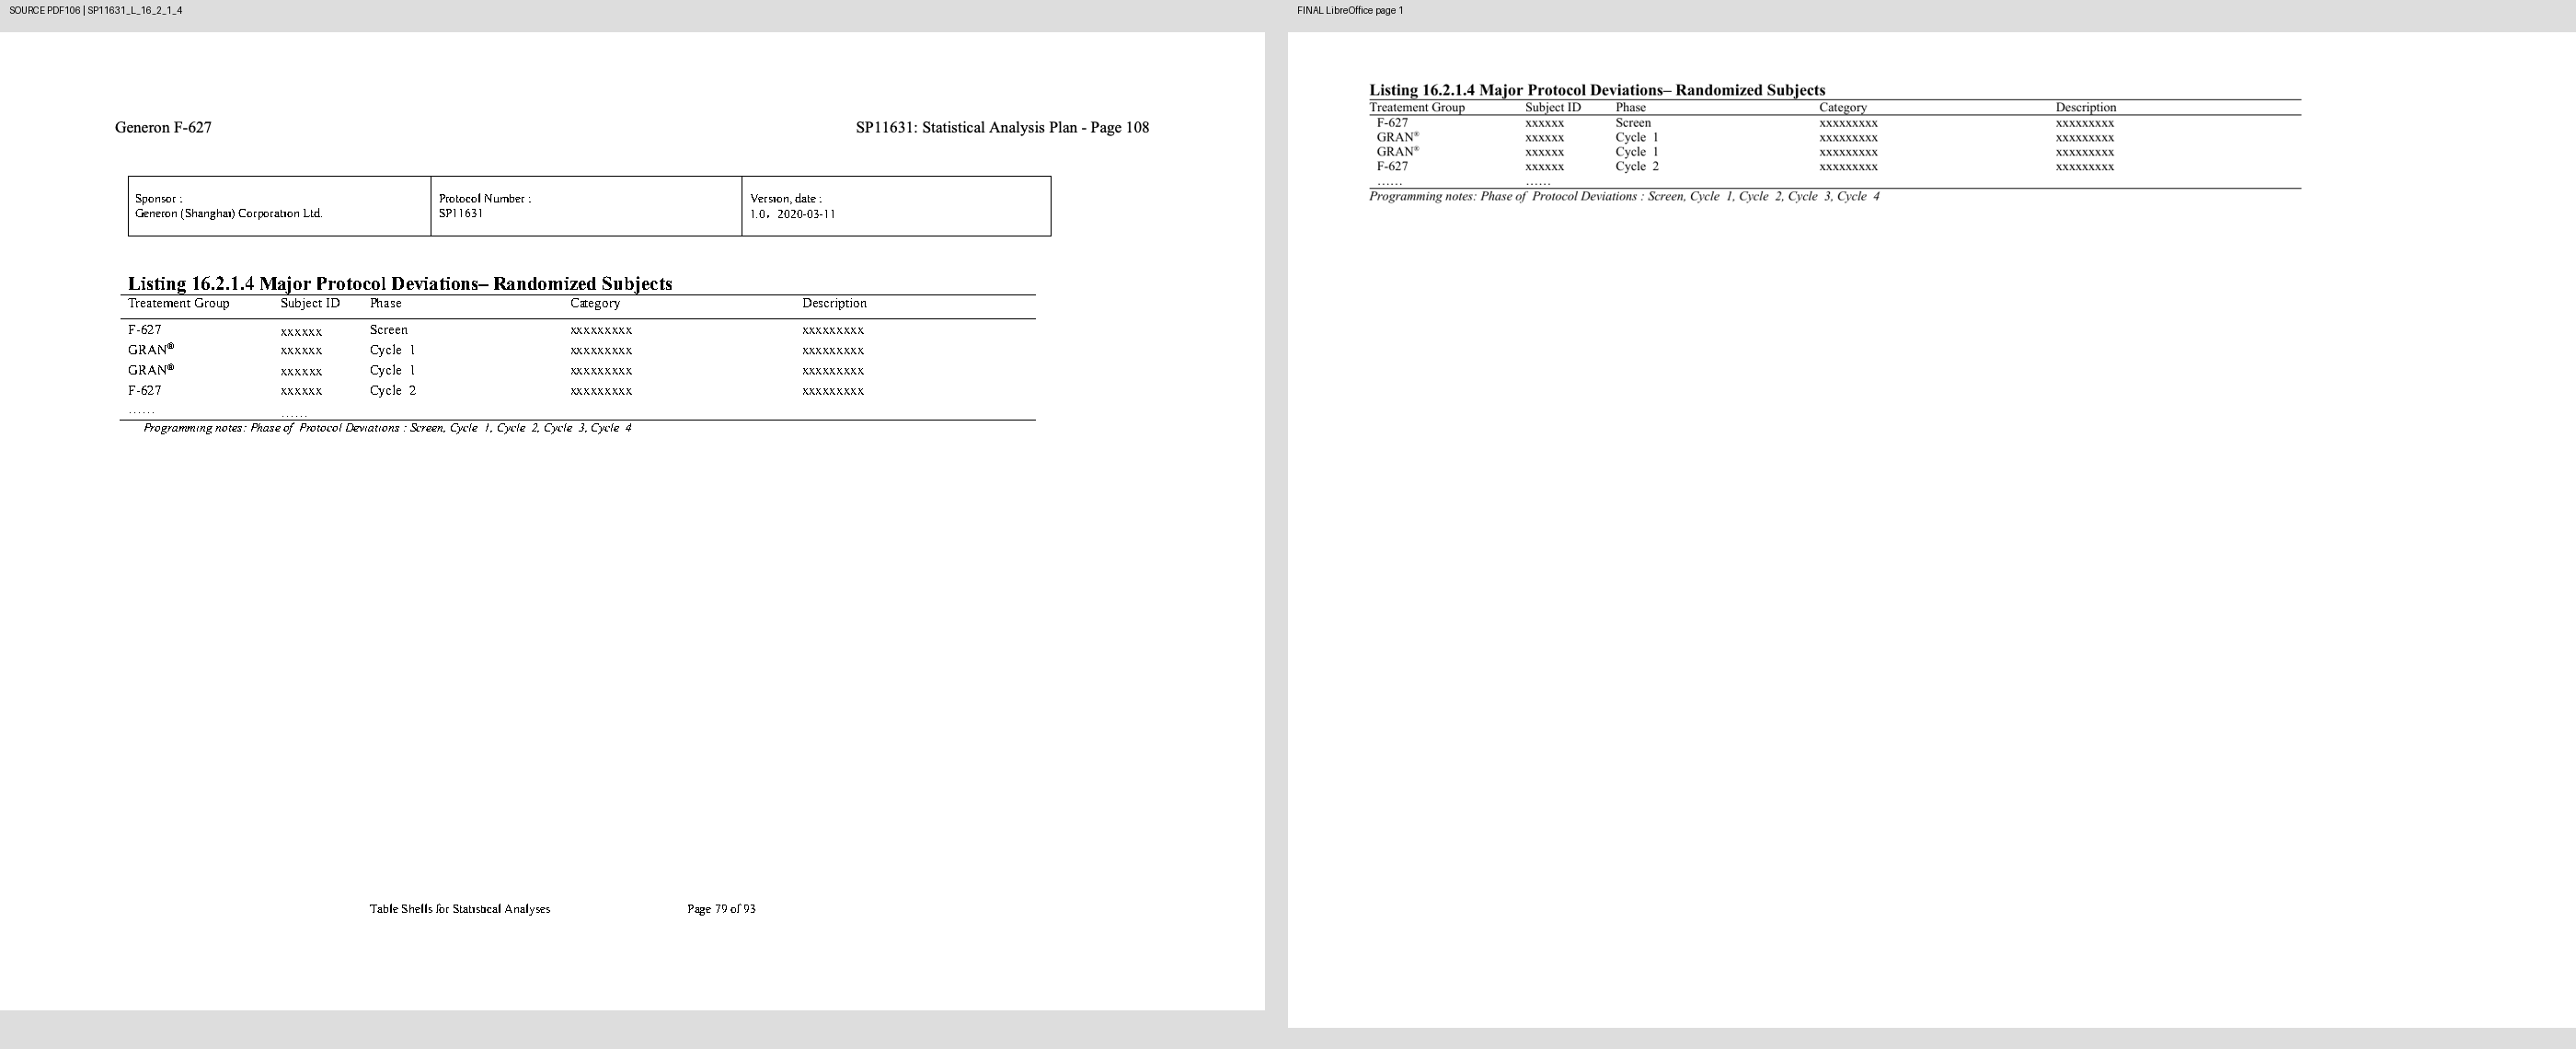 SOURCE PDF106 | SP11631_L_16_2_1_4
Generon F-627 SP11631: Statistical Analysis Plan - Page 108
Sponsor : Protocol Number : Version, date :
Generon (Shanghai) Corporation Ltd. SP11631 1.0，2020-03-11
Listing 16.2.1.4 Major Protocol Deviations– Randomized Subjects
Treatement Group Subject ID Phase Category Description
F-627 xxxxxx Screen xxxxxxxxx xxxxxxxxx
GRAN® xxxxxx Cycle 1 xxxxxxxxx xxxxxxxxx
GRAN® xxxxxx Cycle 1 xxxxxxxxx xxxxxxxxx
F-627 xxxxxx Cycle 2 xxxxxxxxx xxxxxxxxx
...... ......
Programming notes: Phase of Protocol Deviations : Screen, Cycle 1, Cycle 2, Cycle 3, Cycle 4
Table Shells for Statistical Analyses Page 79 of 93
FINAL LibreOffice page 1
Listing 16.2.1.4 Major Protocol Deviations– Randomized Subjects
Treatement Group Subject ID Phase Category Description
F-627 xxxxxx Screen xxxxxxxxx xxxxxxxxx
GRAN® xxxxxx Cycle 1 xxxxxxxxx xxxxxxxxx
GRAN® xxxxxx Cycle 1 xxxxxxxxx xxxxxxxxx
F-627 xxxxxx Cycle 2 xxxxxxxxx xxxxxxxxx
...... ......
Programming notes: Phase of Protocol Deviations : Screen, Cycle 1, Cycle 2, Cycle 3, Cycle 4